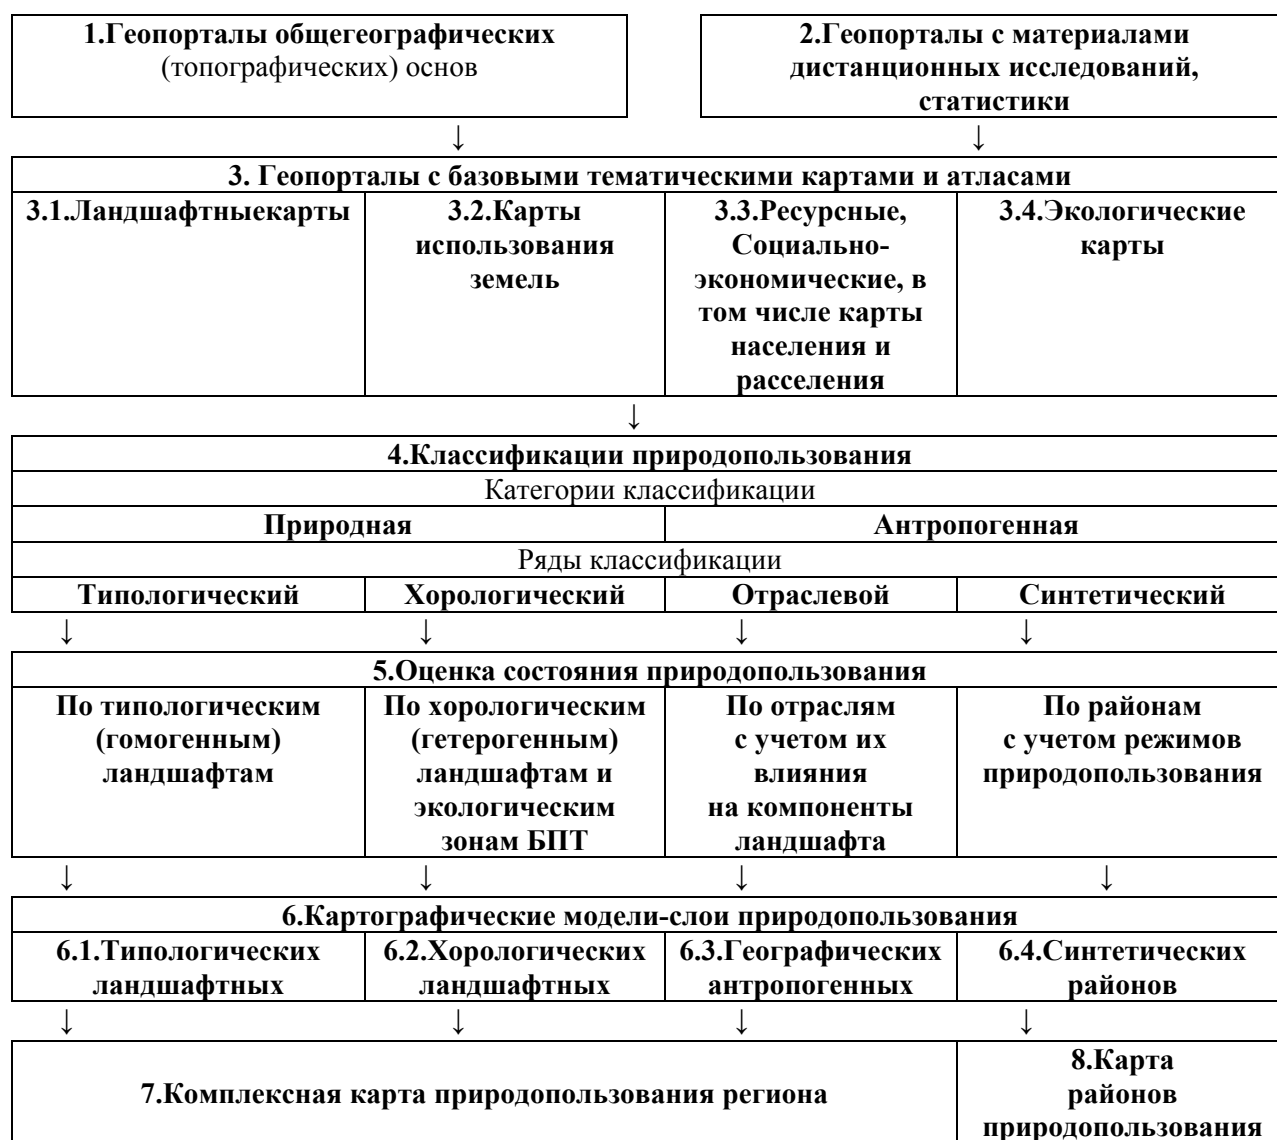 1.Геопорталы общегеографических
(топографических) основ
2.Геопорталы с материалами
дистанционных исследований,
статистики
↓ ↓
3. Геопорталы с базовыми тематическими картами и атласами
3.1.Ландшафтныекарты
3.2.Карты
использования
земель
3.3.Ресурсные,
Социально-
экономические, в
том числе карты
населения и
расселения
3.4.Экологические
карты
↓
4.Классификации природопользования
Категории классификации
Природная
Антропогенная
Ряды классификации
Типологический
Хорологический
Отраслевой
Синтетический
↓ ↓ ↓ ↓
5.Оценка состояния природопользования
По типологическим
(гомогенным)
ландшафтам
По хорологическим
(гетерогенным)
ландшафтам и
экологическим
зонам БПТ
По отраслям
с учетом их
влияния
на компоненты
ландшафта
По районам
с учетом режимов
природопользования
↓ ↓ ↓ ↓
6.Картографические модели-слои природопользования
6.1.Типологических
ландшафтных
6.2.Хорологических
ландшафтных
6.3.Географических
антропогенных
6.4.Синтетических
районов
↓ ↓ ↓ ↓
7.Комплексная карта природопользования региона
8.Карта
районов
природопользования